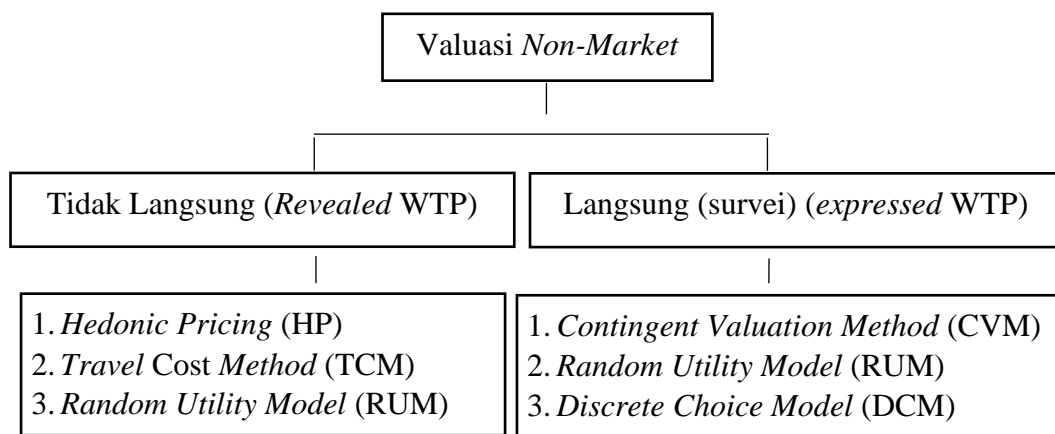 Valuasi Non-Market
Tidak Langsung (Revealed WTP)
Langsung (survei) (expressed WTP)
1. Hedonic Pricing (HP)
2. Travel Cost Method (TCM)
3. Random Utility Model (RUM)
1. Contingent Valuation Method (CVM)
2. Random Utility Model (RUM)
3. Discrete Choice Model (DCM)